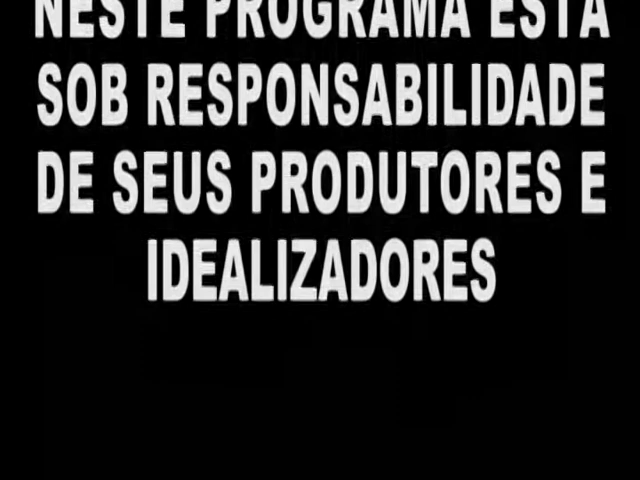 NESTE PROGRAMA ESTÁ
SOB RESPONSABILIDADE
DE SEUS PRODUTORES E
IDEALIZADORES